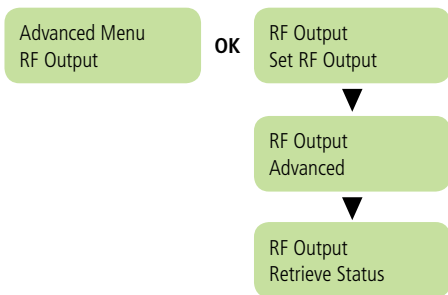 Advanced Menu
RF Output
OK
RF Output
Set RF Output
RF Output
Advanced
RF Output
Retrieve Status